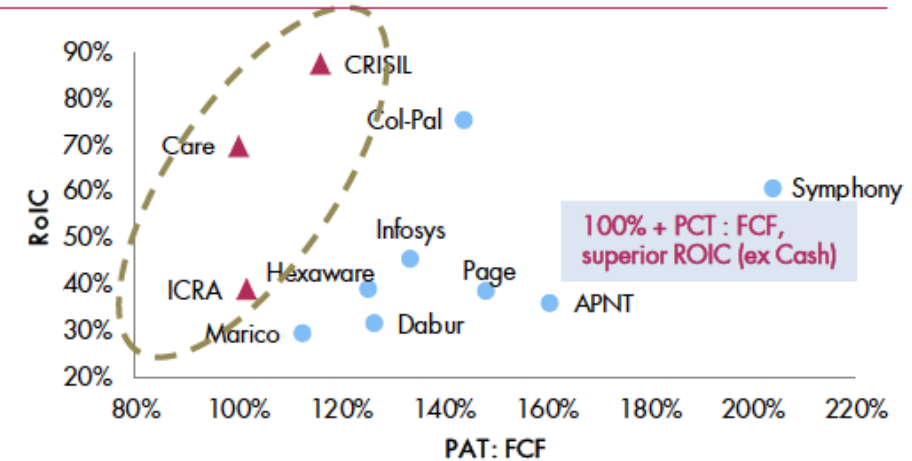 90%
CRISIL
80%
Col-Pal
70%
Care
60%
Symphony
RoIC
100% + PCT : FCF,
superior ROIC (ex Cash)
50%
Infosys
40%
ICRA
Hexaware
Page
APNT
30%
Marico
Dabur
20%
80% 100% 120% 140% 160% 180% 200% 220%
PAT: FCF